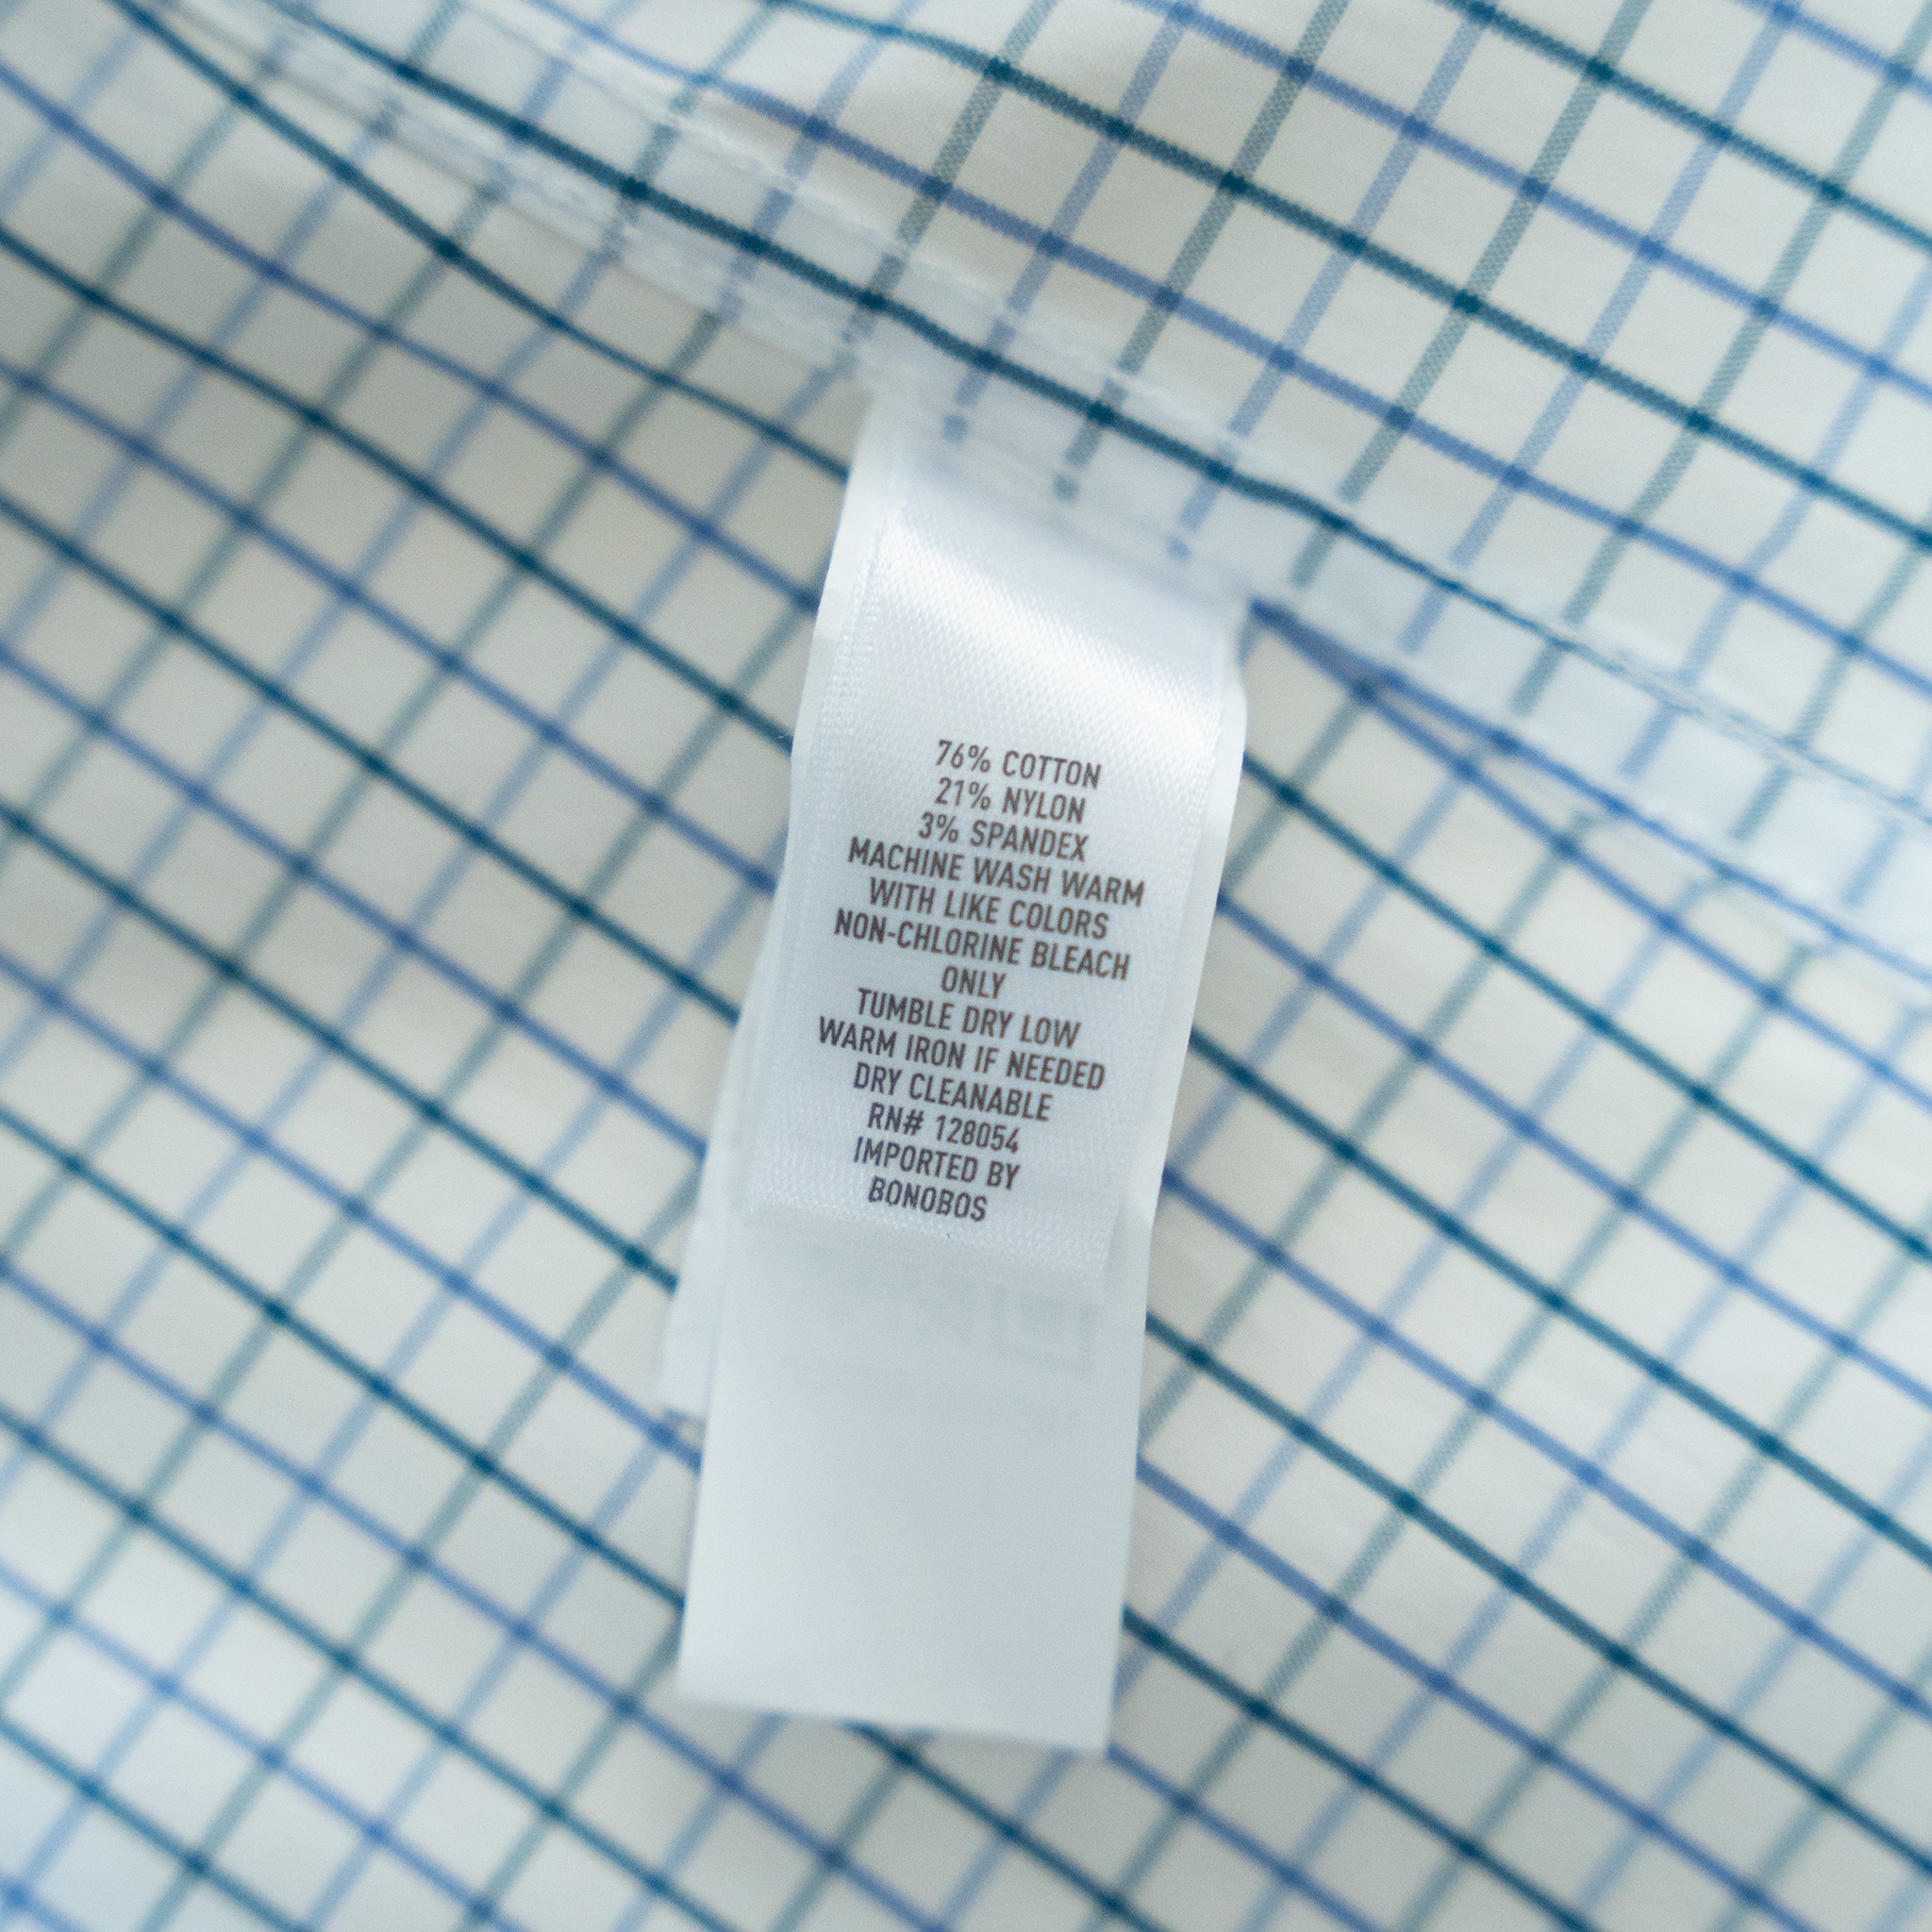 76% COTTON
21% NYLON
3% SPANDEX
MACHINE WASH WARM
WITH LIKE COLORS
NON-CHLORINE BLEACH
ONLY
TUMBLE DRY LOW
WARM IRON IF NEEDED
DRY CLEANABLE
RN# 128054
IMPORTED BY
BONOBOS